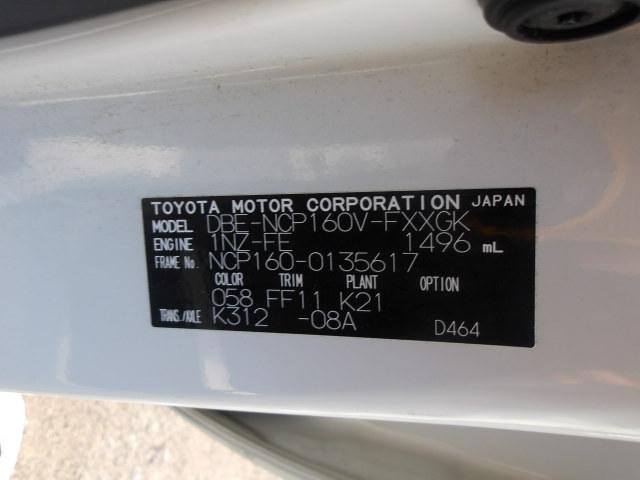 TOYOTA MOTOR CORPORATION JAPAN
MODEL DBE-NCP160V-FXXGK
ENGINE 1NZ-FE 1496 mL
FRAME No. NCP160-0135617
COLOR TRIM PLANT OPTION
058 FF11 K21
TRANS./AXLE K312 -08A D464